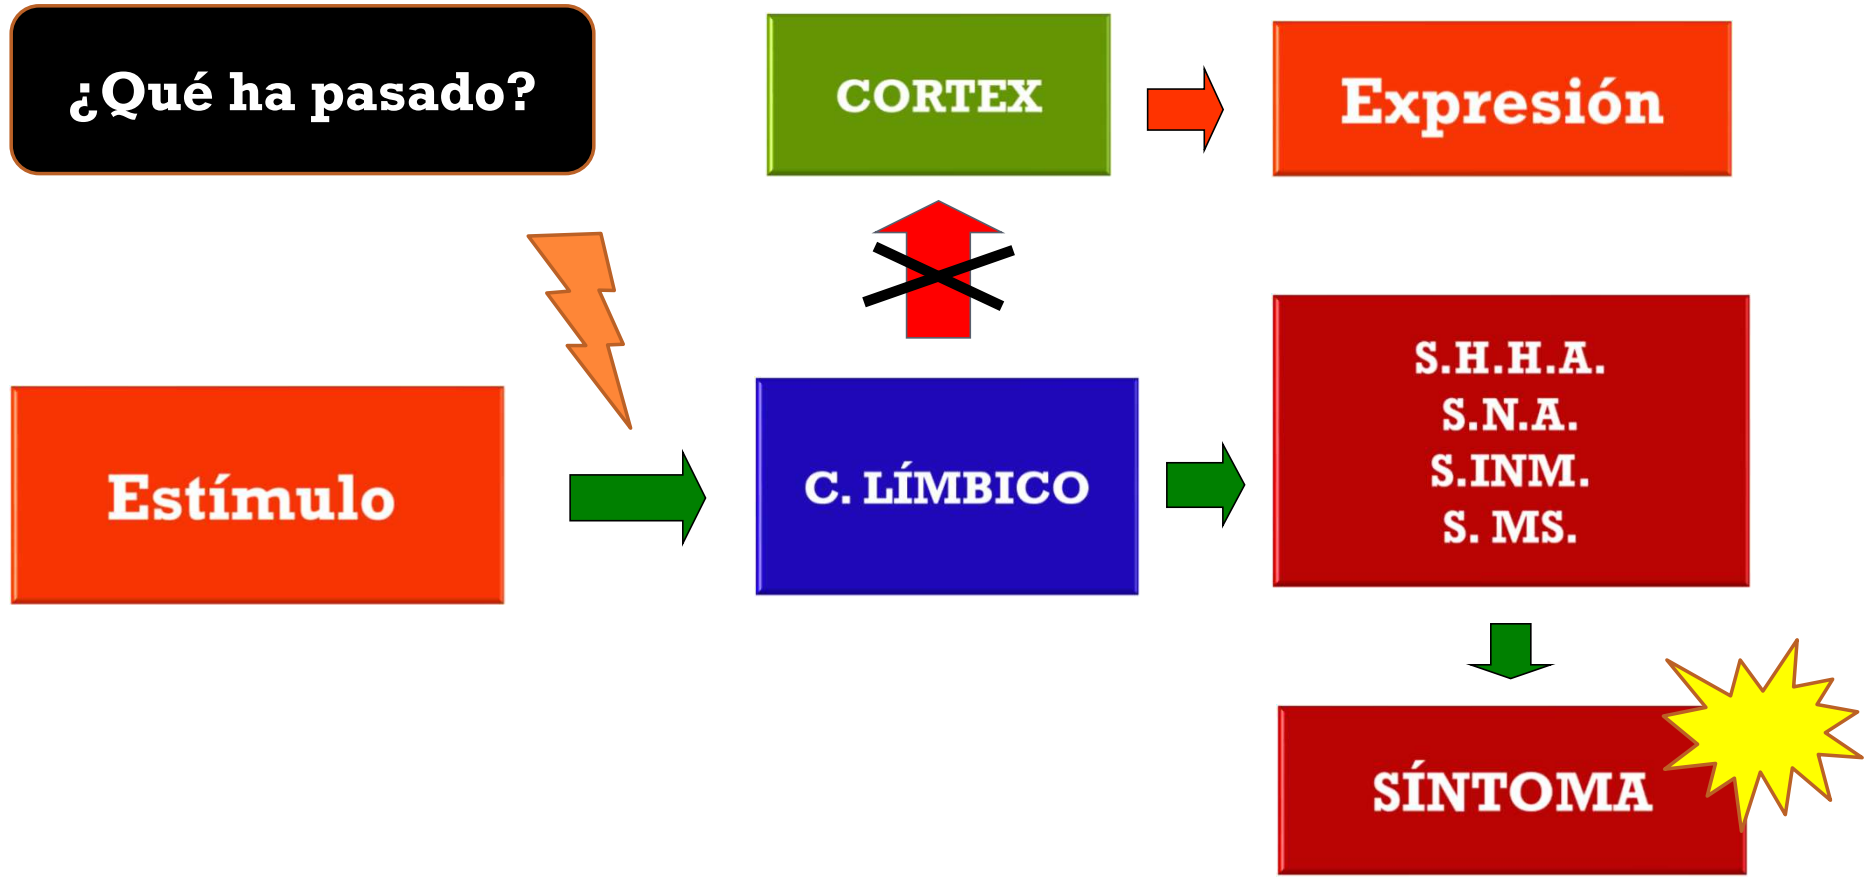 ¿Qué ha pasado?
CORTEX
Expresión
Estímulo
C. LÍMBICO
S.H.H.A.
S.N.A.
S.INM.
S. MS.
SÍNTOMA